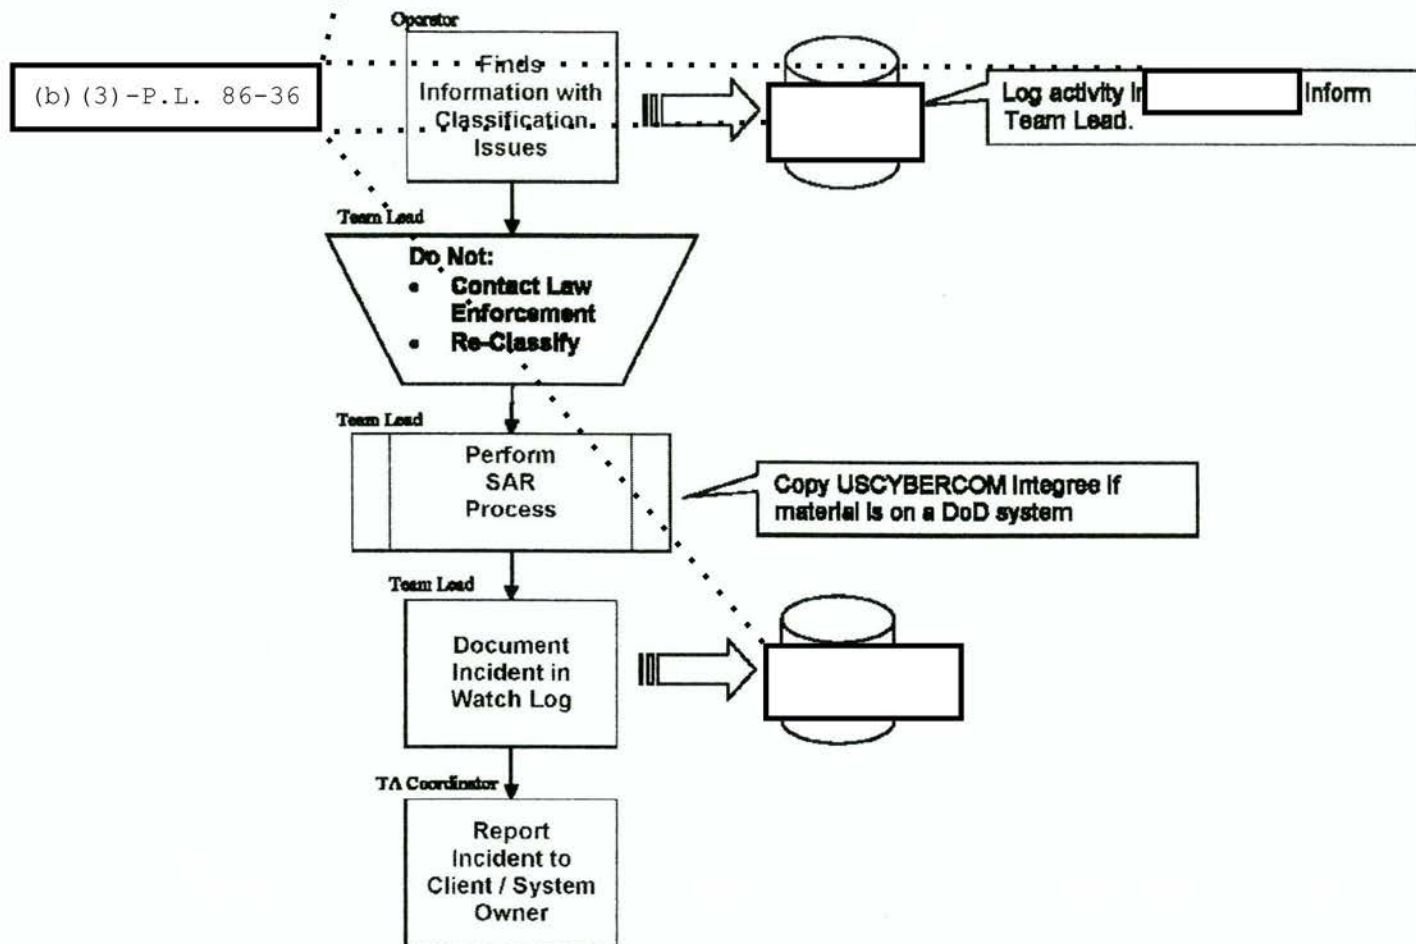 Operator
(b)(3)-P.L. 86-36
Finds
Information with
Classification
Issues
Log activity in Inform
Team Lead.
Team Lead
Do Not:
• Contact Law
Enforcement
• Re-Classify
Team Lead
Perform
SAR
Process
Copy USCYBERCOM Integree if
material is on a DoD system
Team Lead
Document
Incident in
Watch Log
TA Coordinator
Report
Incident to
Client / System
Owner